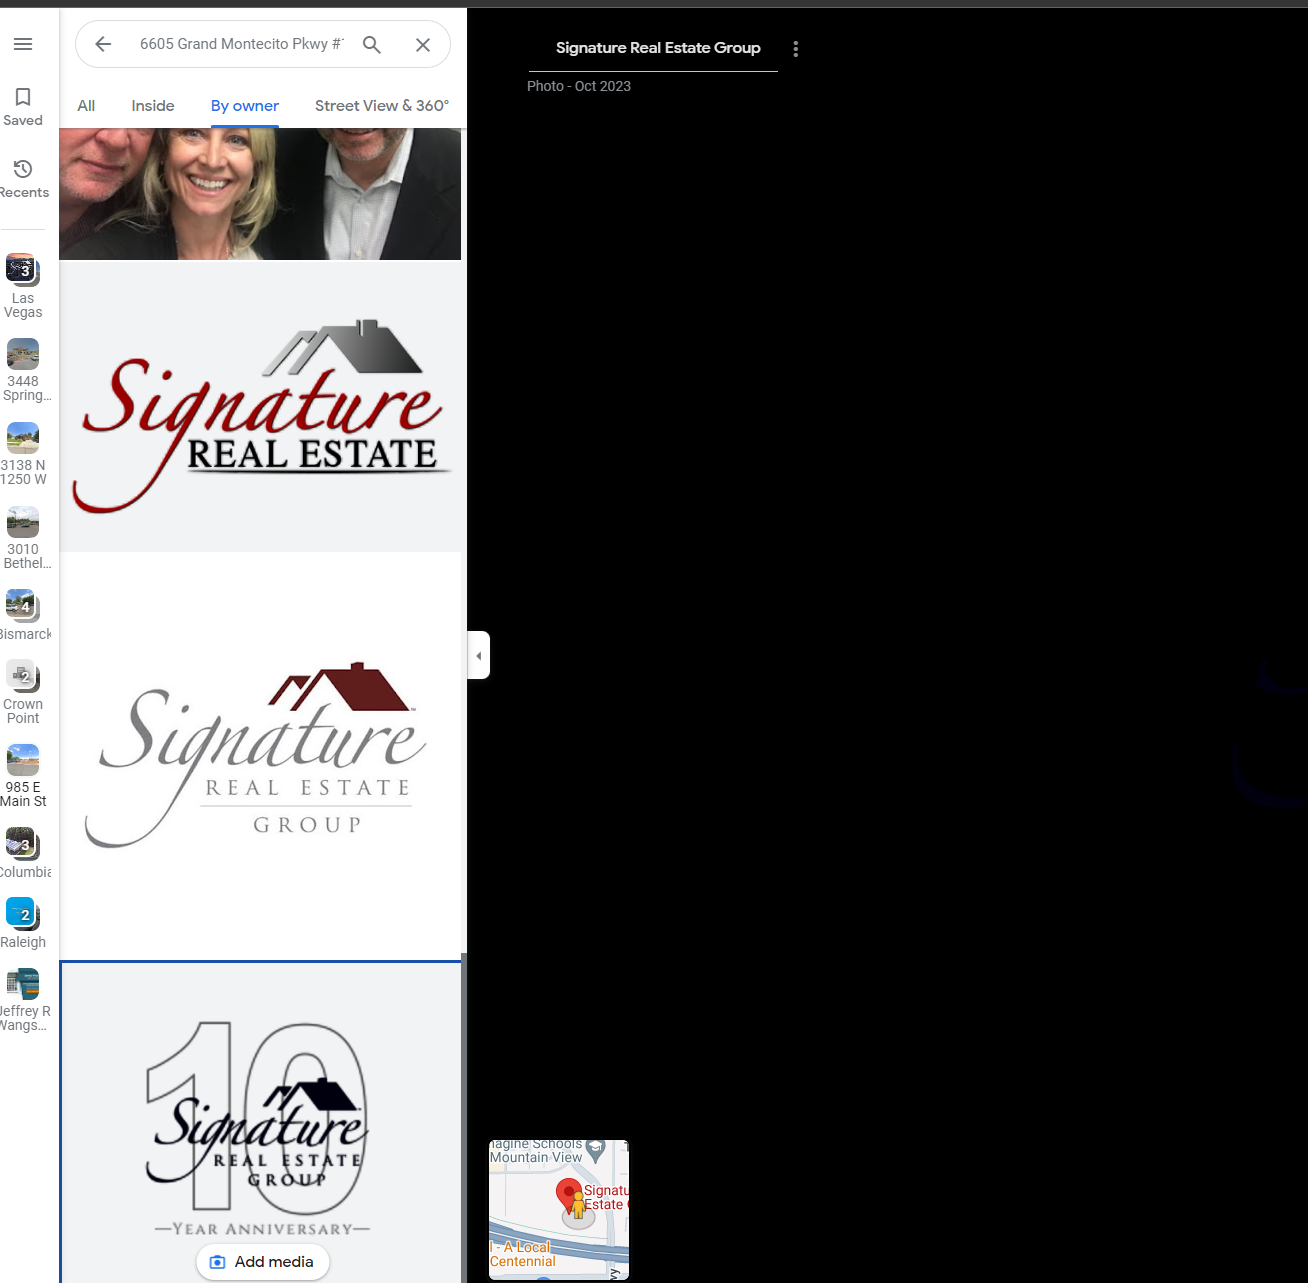 6605 Grand Montecito Pkwy #
Saved
Recents
3
Las
Vegas
3448
Spring...
3138 N
1250 W
3010
Bethel...
4
Bismarck
2
Crown
Point
985 E
Main St
3
Columbia
2
Raleigh
Jeffrey R
Wangs...
All
Inside
By owner
Street View & 360°
Signature
REAL ESTATE
Signature
REAL ESTATE
GROUP
10
Signature
REAL ESTATE
GROUP
—YEAR ANNIVERSARY—
Add media
Signature Real Estate Group
Photo - Oct 2023
nagine Schools
Mountain View
Signatu
Estate
l - A Local
Centennial